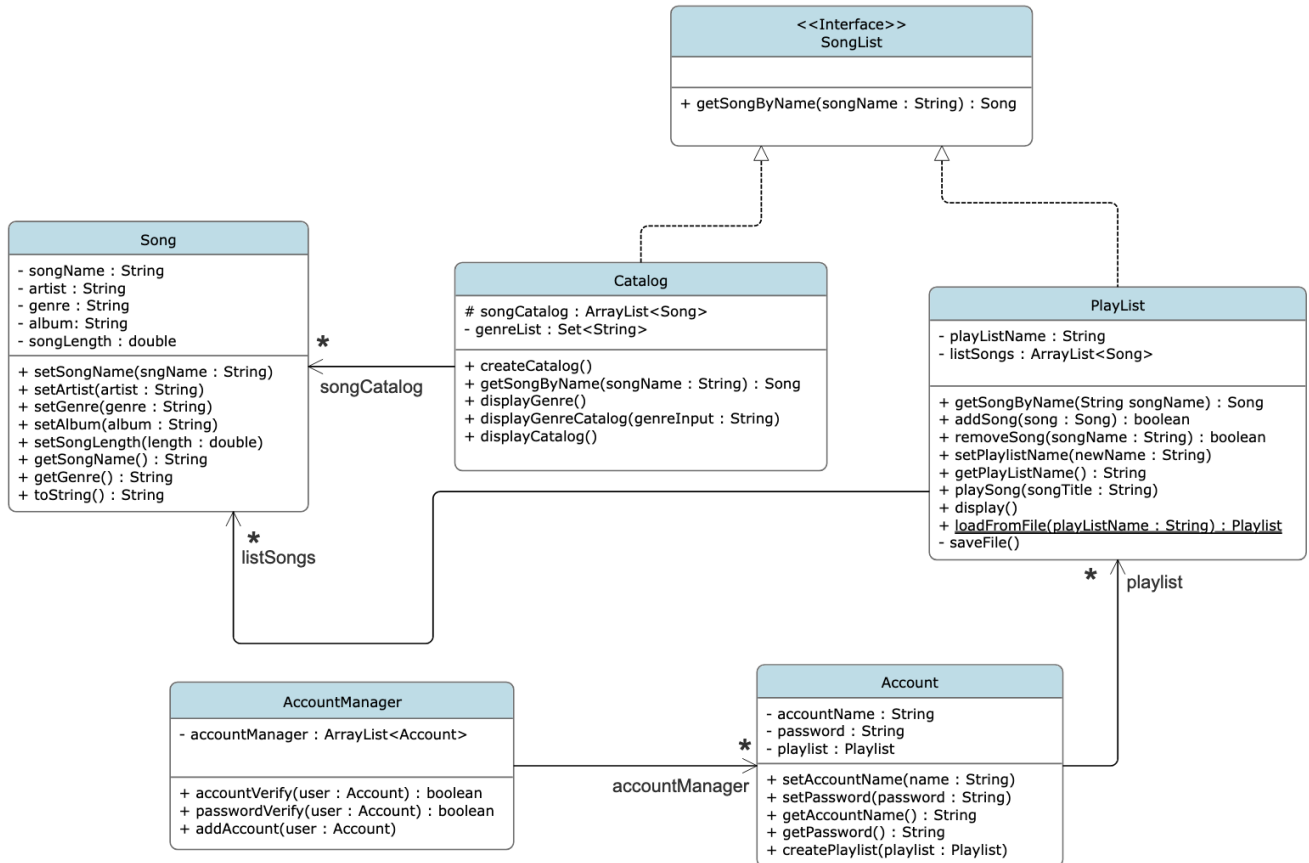 <<Interface>>
SongList
+ getSongByName(songName : String) : Song
Song
- songName : String
- artist : String
- genre : String
- album: String
- songLength : double
+ setSongName(sngName : String)
+ setArtist(artist : String)
+ setGenre(genre : String)
+ setAlbum(album : String)
+ setSongLength(length : double)
+ getSongName() : String
+ getGenre() : String
+ toString() : String
*
songCatalog
*
listSongs
Catalog
# songCatalog : ArrayList<Song>
- genreList : Set<String>
+ createCatalog()
+ getSongByName(songName : String) : Song
+ displayGenre()
+ displayGenreCatalog(genreInput : String)
+ displayCatalog()
PlayList
- playListName : String
- listSongs : ArrayList<Song>
+ getSongByName(String songName) : Song
+ addSong(song : Song) : boolean
+ removeSong(songName : String) : boolean
+ setPlaylistName(newName : String)
+ getPlayListName() : String
+ playSong(songTitle : String)
+ display()
+ loadFromFile(playListName : String) : Playlist
- saveFile()
*
playlist
AccountManager
- accountManager : ArrayList<Account>
+ accountVerify(user : Account) : boolean
+ passwordVerify(user : Account) : boolean
+ addAccount(user : Account)
*
accountManager
Account
- accountName : String
- password : String
- playlist : Playlist
+ setAccountName(name : String)
+ setPassword(password : String)
+ getAccountName() : String
+ getPassword() : String
+ createPlaylist(playlist : Playlist)